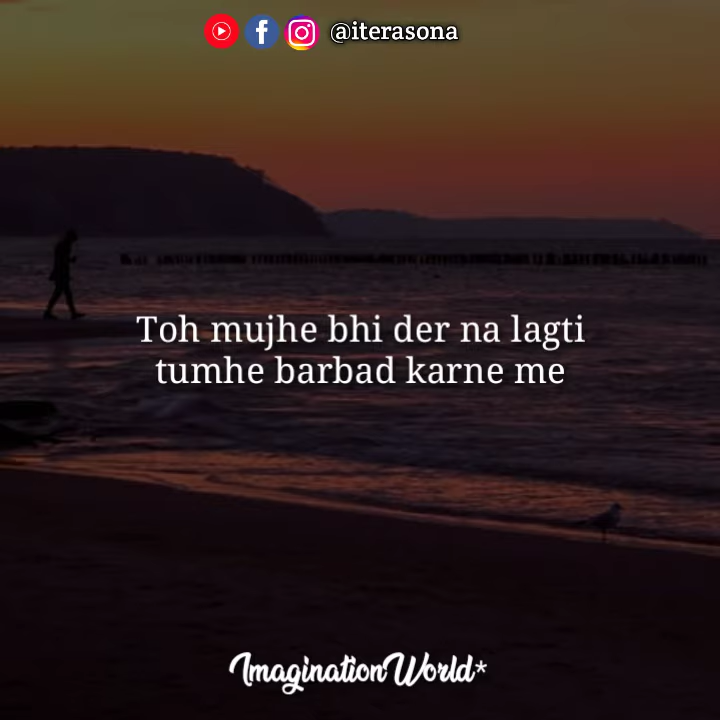 @iterasona
Toh mujhe bhi der na lagti
tumhe barbad karne me
ImaginationWorld*